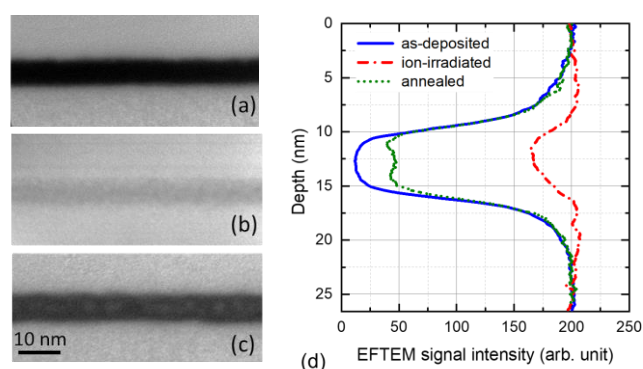 (a)
(b)
(c)
10 nm
as-deposited
ion-irradiated
annealed
Depth (nm)
0
5
10
15
20
25
0 50 100 150 200 250
(d) EFTEM signal intensity (arb. unit)